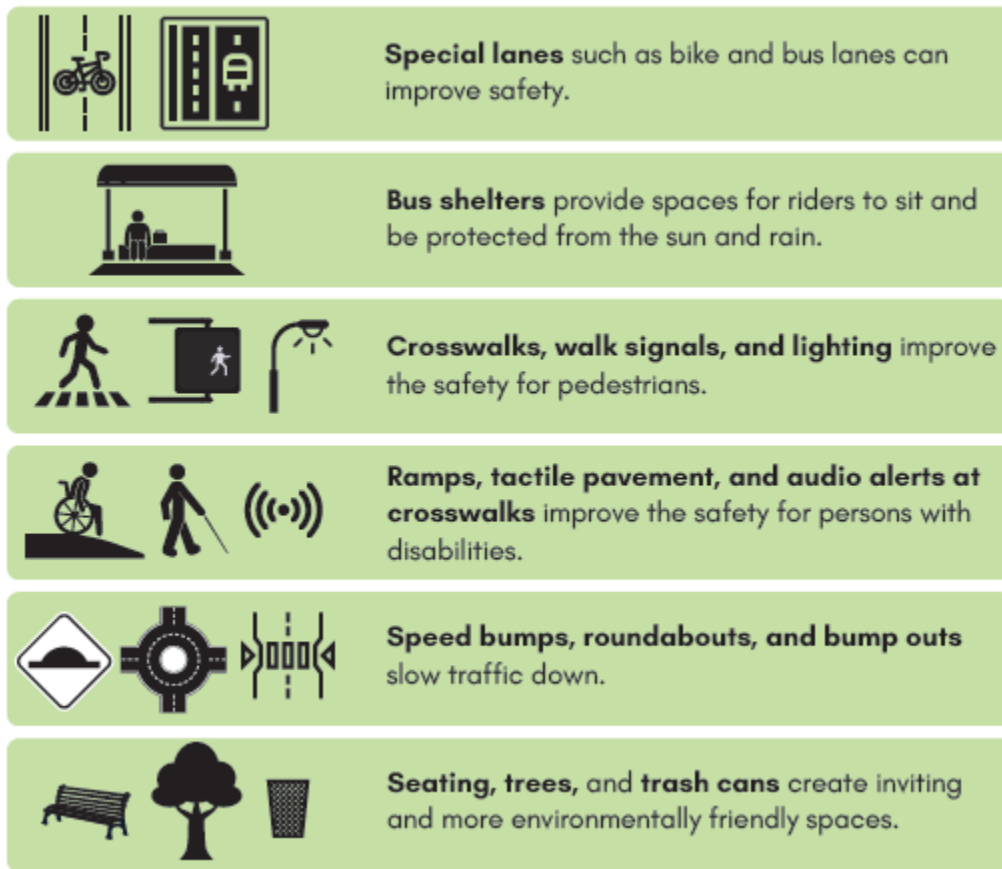 Special lanes such as bike and bus lanes can
improve safety.
Bus shelters provide spaces for riders to sit and
be protected from the sun and rain.
Crosswalks, walk signals, and lighting improve
the safety for pedestrians.
Ramps, tactile pavement, and audio alerts at
crosswalks improve the safety for persons with
disabilities.
Speed bumps, roundabouts, and bump outs
slow traffic down.
Seating, trees, and trash cans create inviting
and more environmentally friendly spaces.